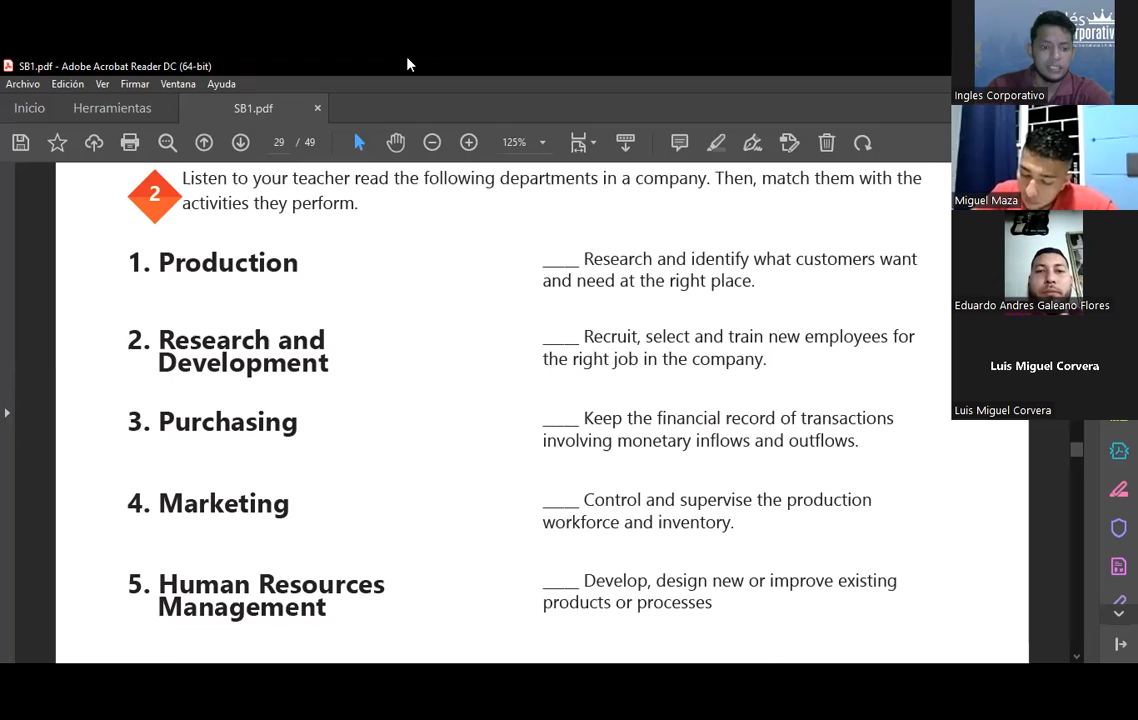 SB1.pdf - Adobe Acrobat Reader DC (64-bit)
Archivo Edición Ver Firmar Ventana Ayuda
Inicio Herramientas SB1.pdf ×
29 / 49 125%
2 Listen to your teacher read the following departments in a company. Then, match them with the
activities they perform.
1. Production
____ Research and identify what customers want
and need at the right place.
2. Research and
Development
____ Recruit, select and train new employees for
the right job in the company.
3. Purchasing
____ Keep the financial record of transactions
involving monetary inflows and outflows.
4. Marketing
____ Control and supervise the production
workforce and inventory.
5. Human Resources
Management
____ Develop, design new or improve existing
products or processes
Ingles Corporativo
Miguel Maza
Eduardo Andres Galeano Flores
Luis Miguel Corvera
Luis Miguel Corvera